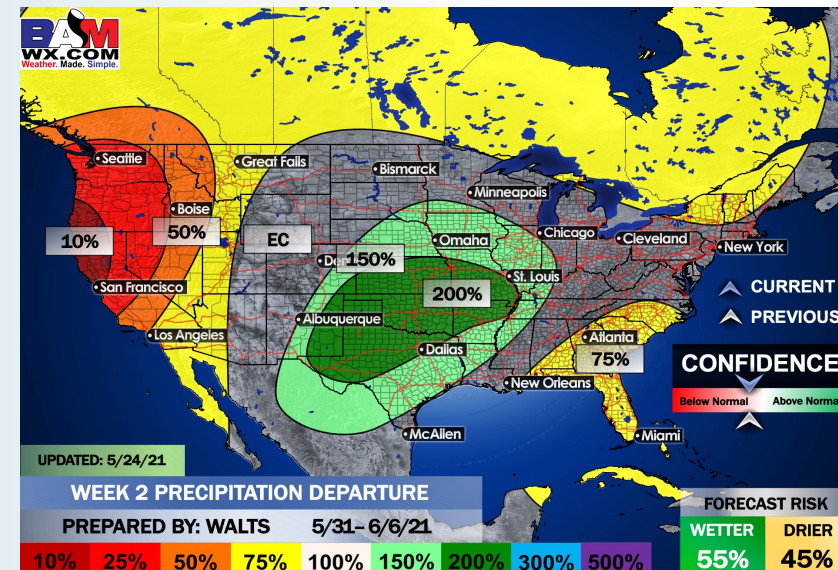 BAM
WX.COM
Weather. Made. Simple.
Seattle
Great Falls
Bismarck
Minneapolis
Boise
10%
50%
EC
Omaha
Chicago
Cleveland
New York
Den
150%
St. Louis
200%
San Francisco
CURRENT
PREVIOUS
Los Angeles
Albuquerque
Dallas
Atlanta
75%
New Orleans
CONFIDENCE
Below Normal
Above Norma
McAllen
Miami
UPDATED: 5/24/21
WEEK 2 PRECIPITATION DEPARTURE
PREPARED BY: WALTS 5/31– 6/6/21
10% 25% 50% 75% 100% 150% 200% 300% 500%
FORECAST RISK
WETTER DRIER
55% 45%